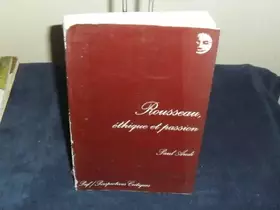 Rousseau,
éthique et passion
Paul Audi
Puf / Perspectives Critiques